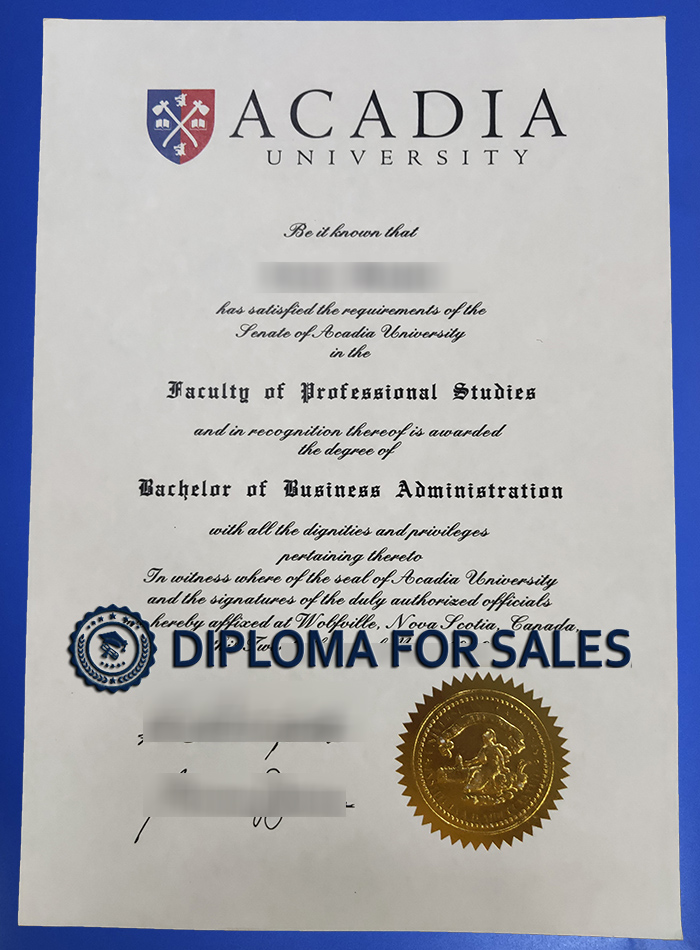 ACADIA
UNIVERSITY
Be it known that
has satisfied the requirements of the
Senate of Acadia University
in the
Faculty of Professional Studies
and in recognition thereof is awarded
the degree of
Bachelor of Business Administration
with all the dignities and privileges
pertaining thereto
In witness where of the seal of Acadia University
and the signatures of the duly authorized officials
hereby affixed at Wolfville, Nova Scotia, Canada,
DIPLOMA FOR SALES